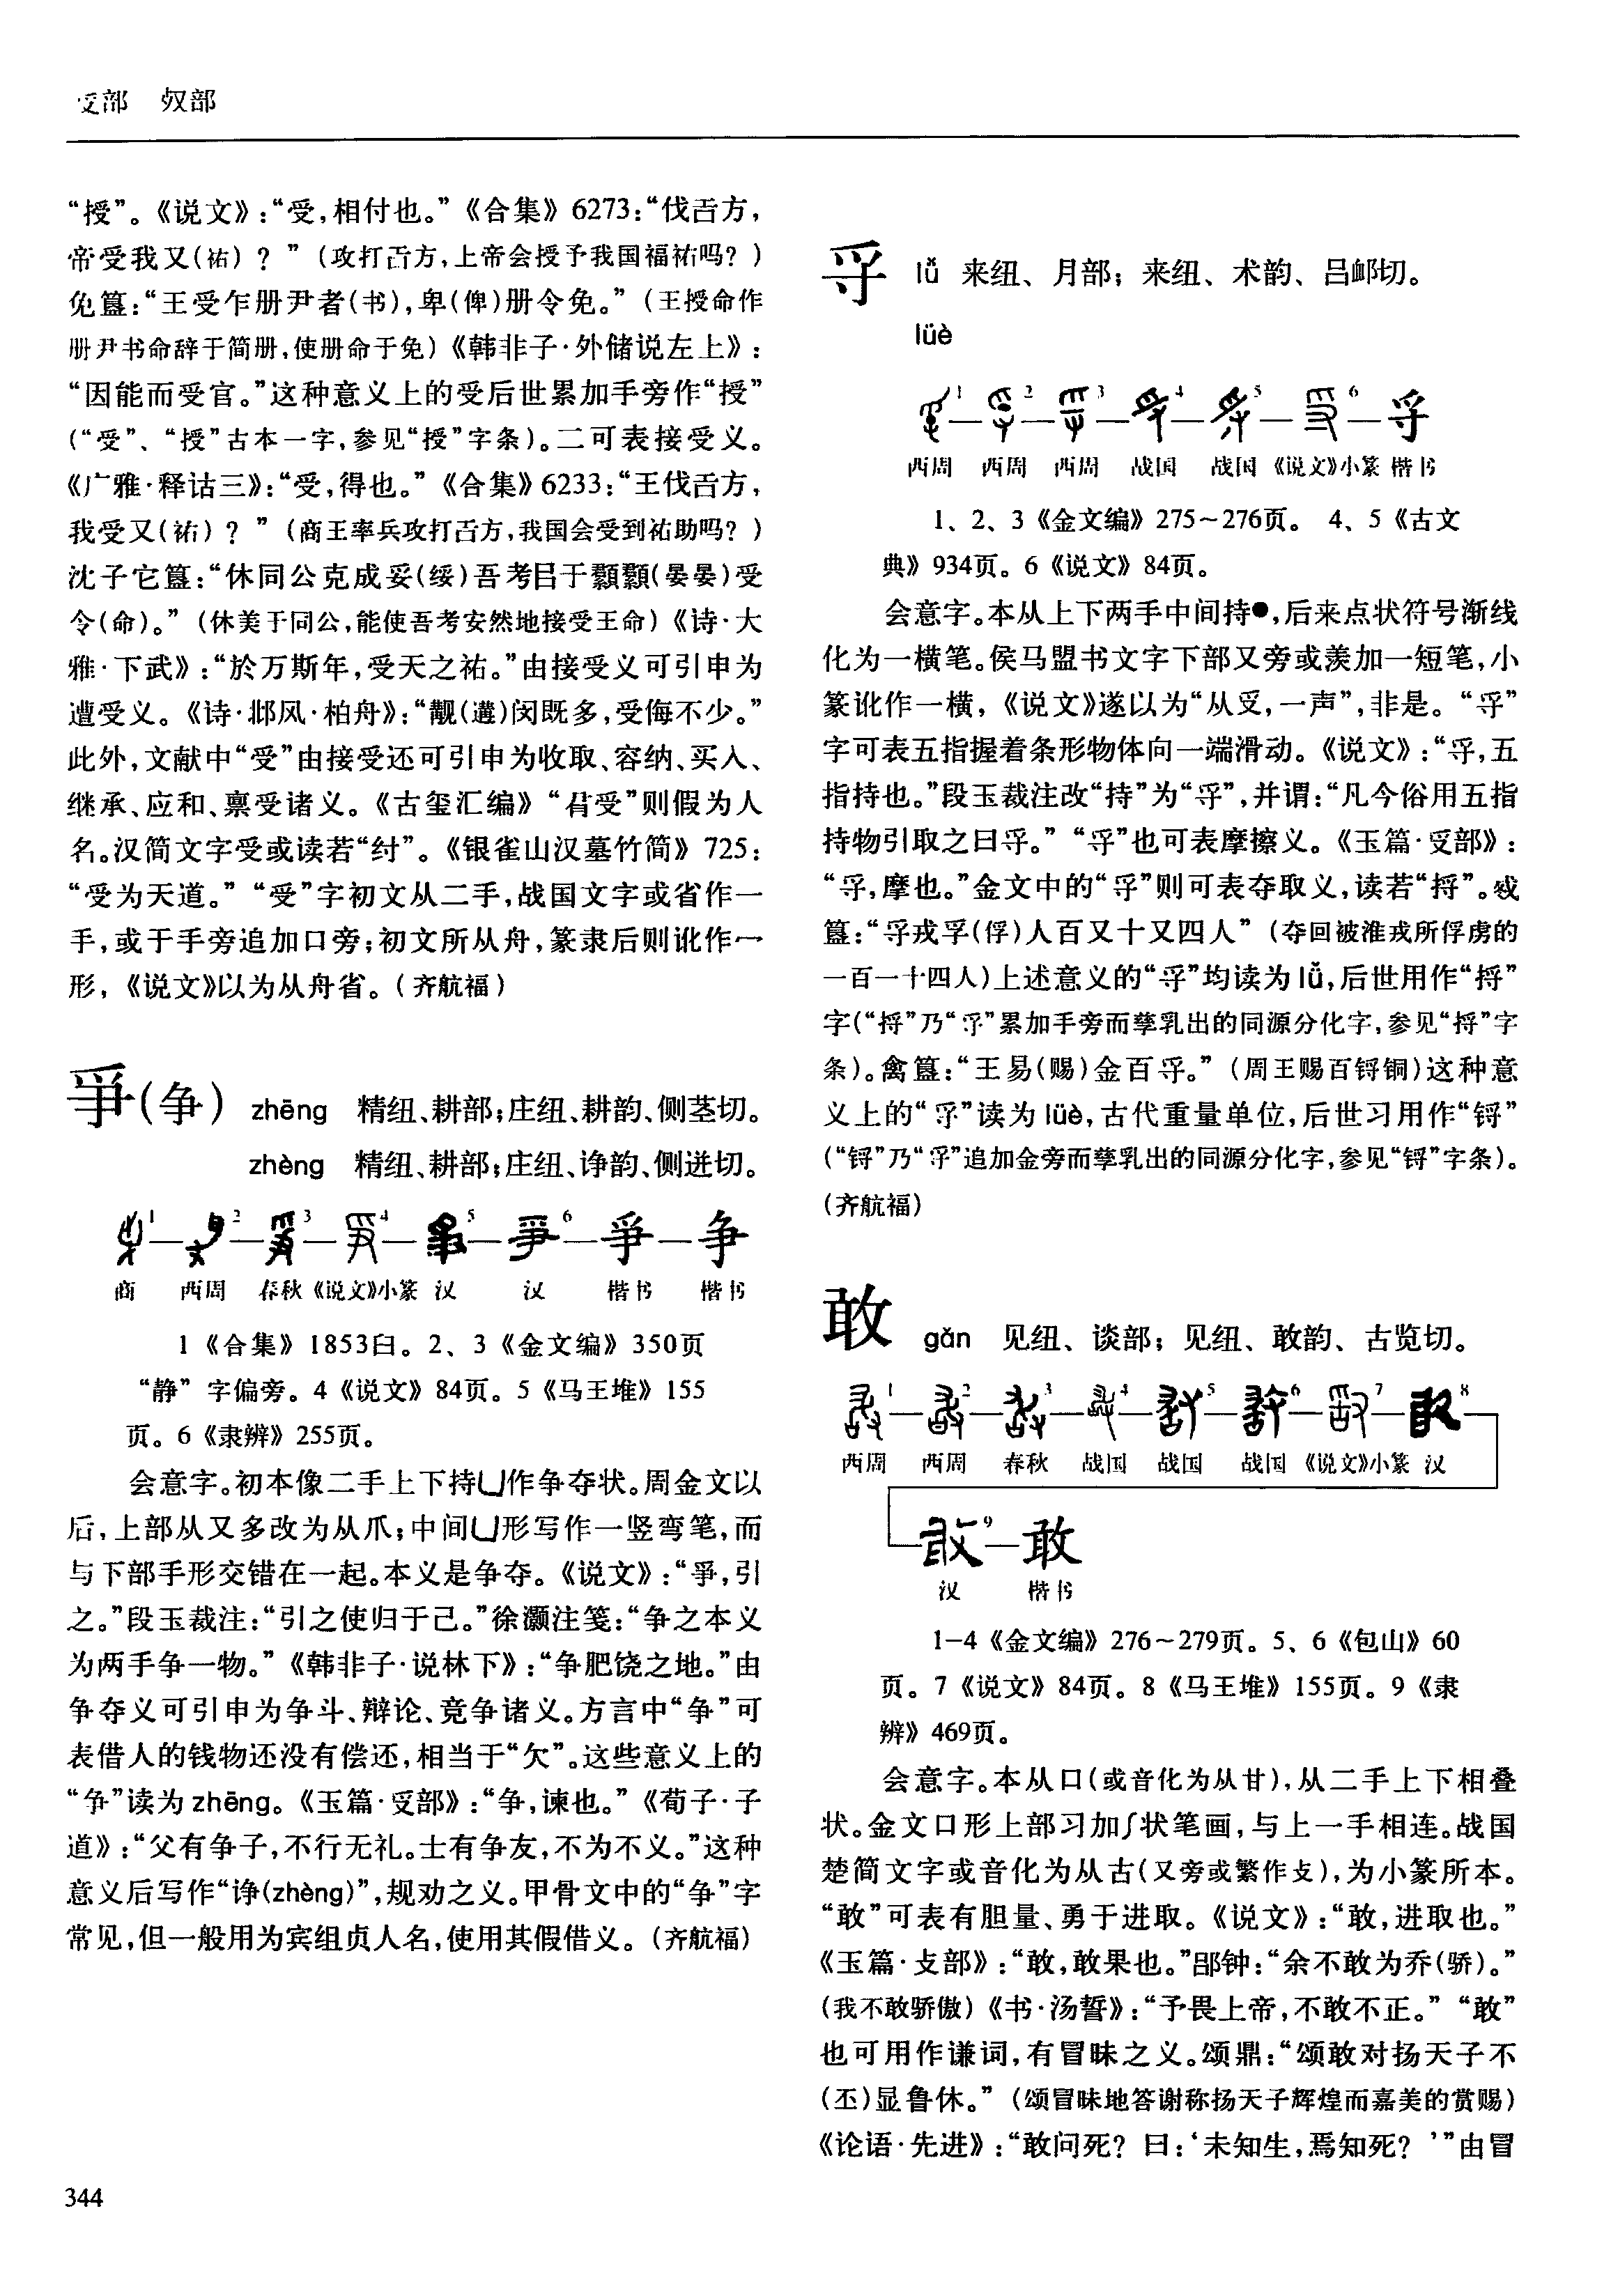 𠬪部　𣦼部
“授”。《说文》：“受，相付也。”《合集》6273：“伐𢀛方，
帝受我又（祐）？”（攻打𢀛方，上帝会授予我国福祐吗？）
免簋：“王受乍册尹者（书），卑（俾）册令免。”（王授命作
册尹书命辞于简册，使册命于免）《韩非子·外储说左上》：
“因能而受官。”这种意义上的受后世累加手旁作“授”
（“受”、“授”古本一字，参见“授”字条）。二可表接受义。
《广雅·释诂三》：“受，得也。”《合集》6233：“王伐𢀛方，
我受又（祐）？”（商王率兵攻打𢀛方，我国会受到祐助吗？）
沈子它簋：“休同公克成妥（绥）吾考㠯于顯顯（晏晏）受
令（命）。”（休美于同公，能使吾考安然地接受王命）《诗·大
雅·下武》：“於万斯年，受天之祜。”由接受义可引申为
遭受义。《诗·邶风·柏舟》：“觏（遘）闵既多，受侮不少。”
此外，文献中“受”由接受还可引申为收取、容纳、买入、
继承、应和、禀受诸义。《古玺汇编》“𦙍受”则假为人
名。汉简文字受或读若“纣”。《银雀山汉墓竹简》725：
“受为天道。”“受”字初文从二手，战国文字或省作一
手，或于手旁追加口旁；初文所从舟，篆隶后则讹作冖
形，《说文》以为从舟省。（齐航福）
爭（争） zhēng 精纽、耕部；庄纽、耕韵、侧茎切。
zhèng 精纽、耕部；庄纽、诤韵、侧迸切。
1 2 3 4 5 6 爭 争
商 西周 春秋 《说文》小篆 汉 汉 楷书 楷书
1《合集》1853臼。2、3《金文编》350页
“静”字偏旁。4《说文》84页。5《马王堆》155
页。6《隶辨》255页。
会意字。初本像二手上下持凵作争夺状。周金文以
后，上部从又多改为从爪；中间凵形写作一竖弯笔，而
与下部手形交错在一起。本义是争夺。《说文》：“爭，引
之。”段玉裁注：“引之使归于己。”徐灏注笺：“争之本义
为两手争一物。”《韩非子·说林下》：“争肥饶之地。”由
争夺义可引申为争斗、辩论、竞争诸义。方言中“争”可
表借人的钱物还没有偿还，相当于“欠”。这些意义上的
“争”读为zhēng。《玉篇·𠬪部》：“争，谏也。”《荀子·子
道》：“父有争子，不行无礼。士有争友，不为不义。”这种
意义后写作“诤(zhèng)”，规劝之义。甲骨文中的“争”字
常见，但一般用为宾组贞人名，使用其假借义。（齐航福）
寽 lǚ 来纽、月部；来纽、术韵、吕䘏切。
lüè
1 2 3 4 5 6 寽
西周 西周 西周 战国 战国 《说文》小篆 楷书
1、2、3《金文编》275～276页。4、5《古文
典》934页。6《说文》84页。
会意字。本从上下两手中间持●，后来点状符号渐线
化为一横笔。侯马盟书文字下部又旁或羡加一短笔，小
篆讹作一横，《说文》遂以为“从𠬪，一声”，非是。“寽”
字可表五指握着条形物体向一端滑动。《说文》：“寽，五
指持也。”段玉裁注改“持”为“寽”，并谓：“凡今俗用五指
持物引取之曰寽。”“寽”也可表摩擦义。《玉篇·𠬪部》：
“寽，摩也。”金文中的“寽”则可表夺取义，读若“捋”。㺇
簋：“寽戎孚（俘）人百又十又四人”（夺回被淮戎所俘虏的
一百一十四人）上述意义的“寽”均读为lǚ，后世用作“捋”
字（“捋”乃“寽”累加手旁而孳乳出的同源分化字，参见“捋”字
条）。禽簋：“王易（赐）金百寽。”（周王赐百锊铜）这种意
义上的“寽”读为lüè，古代重量单位，后世习用作“锊”
（“锊”乃“寽”追加金旁而孳乳出的同源分化字，参见“锊”字条）。
（齐航福）
敢 gǎn 见纽、谈部；见纽、敢韵、古览切。
1 2 3 4 5 6 7 8
西周 西周 春秋 战国 战国 战国 《说文》小篆 汉
9 敢
汉 楷书
1-4《金文编》276～279页。5、6《包山》60
页。7《说文》84页。8《马王堆》155页。9《隶
辨》469页。
会意字。本从口（或音化为从甘），从二手上下相叠
状。金文口形上部习加∫状笔画，与上一手相连。战国
楚简文字或音化为从古（又旁或繁作攴），为小篆所本。
“敢”可表有胆量、勇于进取。《说文》：“敢，进取也。”
《玉篇·攴部》：“敢，敢果也。”郘钟：“余不敢为乔（骄）。”
（我不敢骄傲）《书·汤誓》：“予畏上帝，不敢不正。”“敢”
也可用作谦词，有冒昧之义。颂鼎：“颂敢对扬天子不
（丕）显鲁休。”（颂冒昧地答谢称扬天子辉煌而嘉美的赏赐）
《论语·先进》：“敢问死？曰：‘未知生，焉知死？’”由冒
344